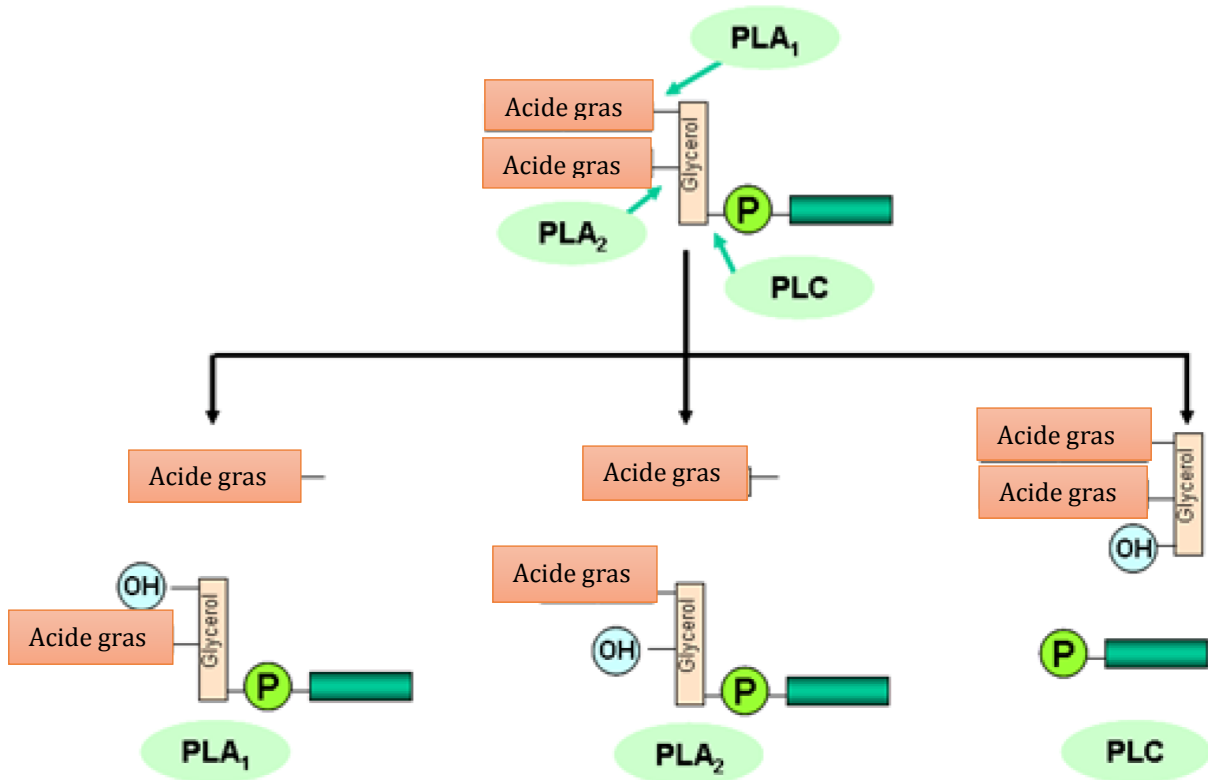 PLA₁
Acide gras
Acide gras
Glycerol
P
PLA₂
PLC
Acide gras
Acide gras
Acide gras
Acide gras
Glycerol
OH
OH
Acide gras
Glycerol
P
Acide gras
OH
Glycerol
P
P
PLA₁
PLA₂
PLC